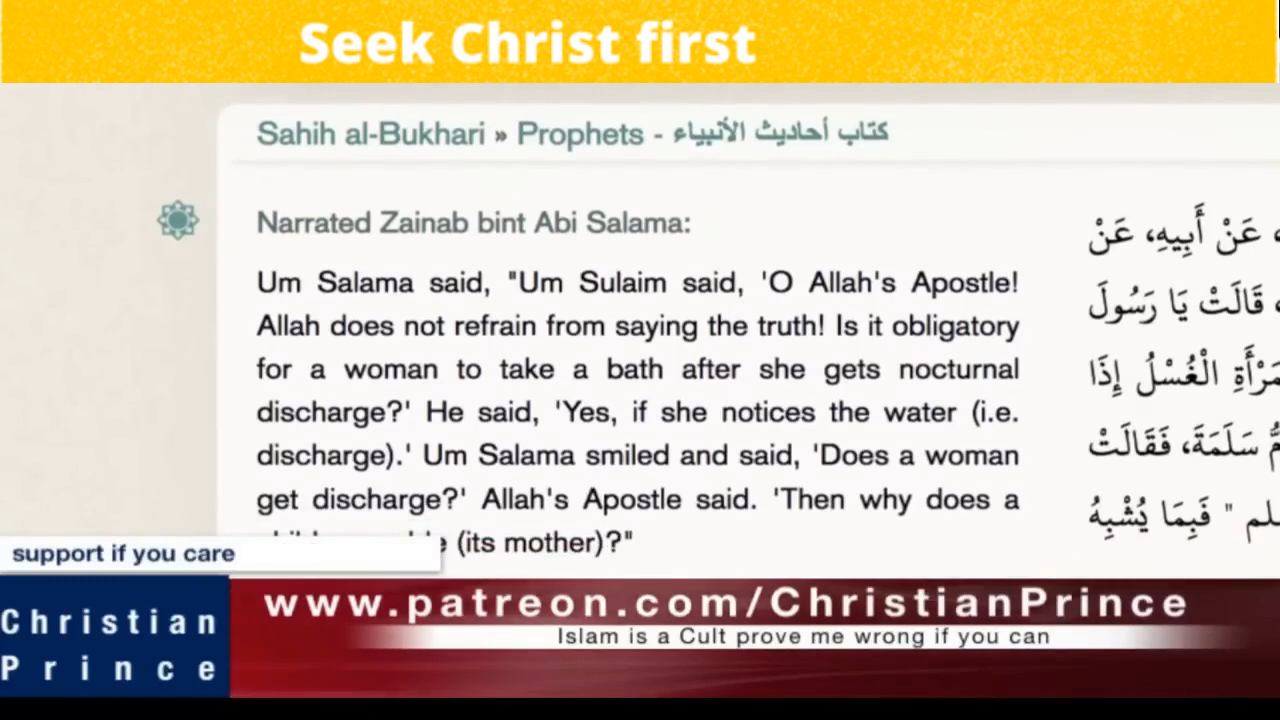 Seek Christ first
Sahih al-Bukhari » Prophets - كتاب أحاديث الأنبياء
Narrated Zainab bint Abi Salama:
Um Salama said, "Um Sulaim said, 'O Allah's Apostle!
Allah does not refrain from saying the truth! Is it obligatory
for a woman to take a bath after she gets nocturnal
discharge?' He said, 'Yes, if she notices the water (i.e.
discharge).' Um Salama smiled and said, 'Does a woman
get discharge?' Allah's Apostle said. 'Then why does a
(its mother)?'"
، عَنْ أَبِيهِ، عَنْ
، قَالَتْ يَا رَسُولَ
الْغُسْلُ إِذَا
سَلَمَةَ، فَقَالَتْ
" فَبِمَا يُشْبِهُ
support if you care
Christian
Prince
www.patreon.com/ChristianPrince
Islam is a Cult prove me wrong if you can